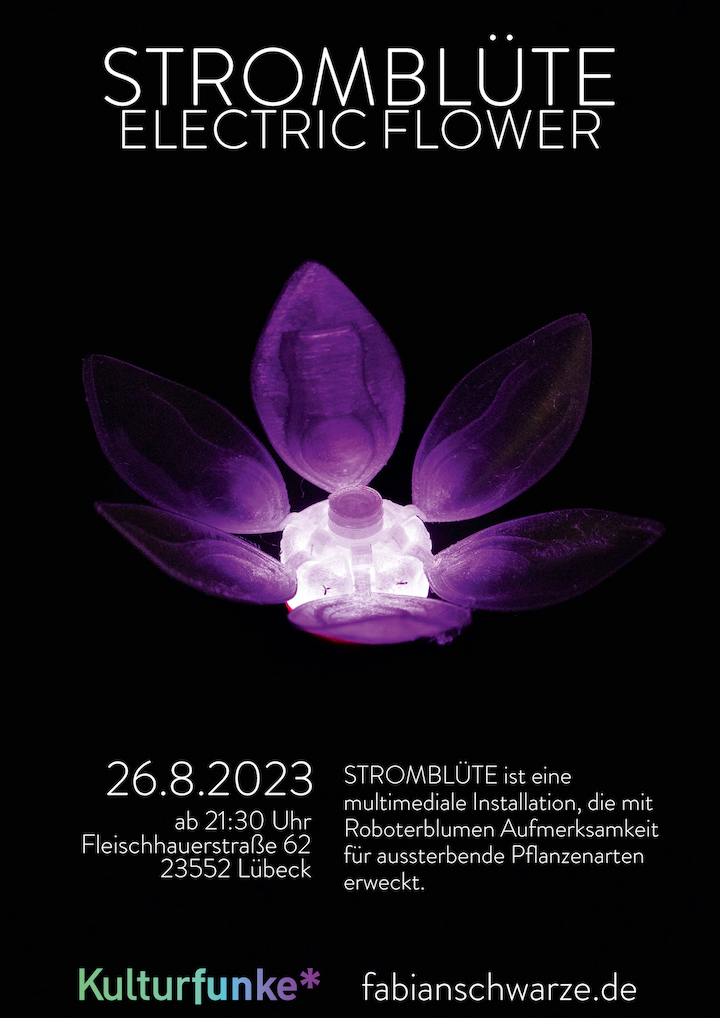 STROMBLÜTE
ELECTRIC FLOWER
26.8.2023
ab 21:30 Uhr
Fleischhauerstraße 62
23552 Lübeck
STROMBLÜTE ist eine
multimediale Installation, die mit
Roboterblumen Aufmerksamkeit
für aussterbende Pflanzenarten
erweckt.
Kulturfunke*
fabianschwarze.de